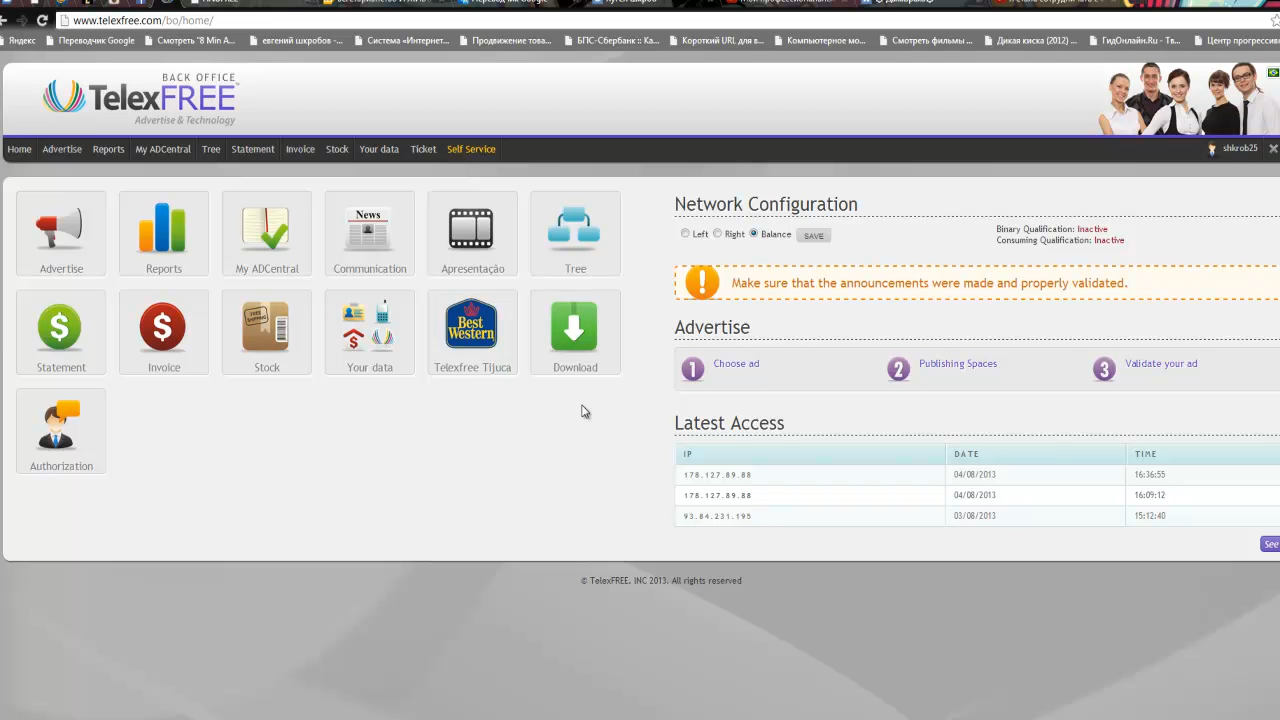 www.telexfree.com/bo/home/
Яндекс Переводчик Google Смотреть "8 Min A... евгений шкробов -... Система «Интернет... Продвижение това... БПС-Сбербанк :: Ка... Короткий URL для в... Компьютерное мо... Смотреть фильмы ... Дикая киска (2012) ... ГидОнлайн.Ru - Тв... Центр прогрессив
BACK OFFICE
TelexFREE
Advertise & Technology
Home Advertise Reports My ADCentral Tree Statement Invoice Stock Your data Ticket Self Service shkrob25
Network Configuration
Left Right Balance SAVE
Binary Qualification: Inactive
Consuming Qualification: Inactive
News
Advertise Reports My ADCentral Communication Apresentação Tree
Make sure that the announcements were made and properly validated.
Advertise
1 Choose ad 2 Publishing Spaces 3 Validate your ad
FREE SHIPPING
Best Western
Statement Invoice Stock Your data Telexfree Tijuca Download
Latest Access
IP DATE TIME
178.127.89.88 04/08/2013 16:36:55
178.127.89.88 04/08/2013 16:09:12
93.84.231.195 03/08/2013 15:12:40
Authorization
See
© TelexFREE, INC 2013. All rights reserved